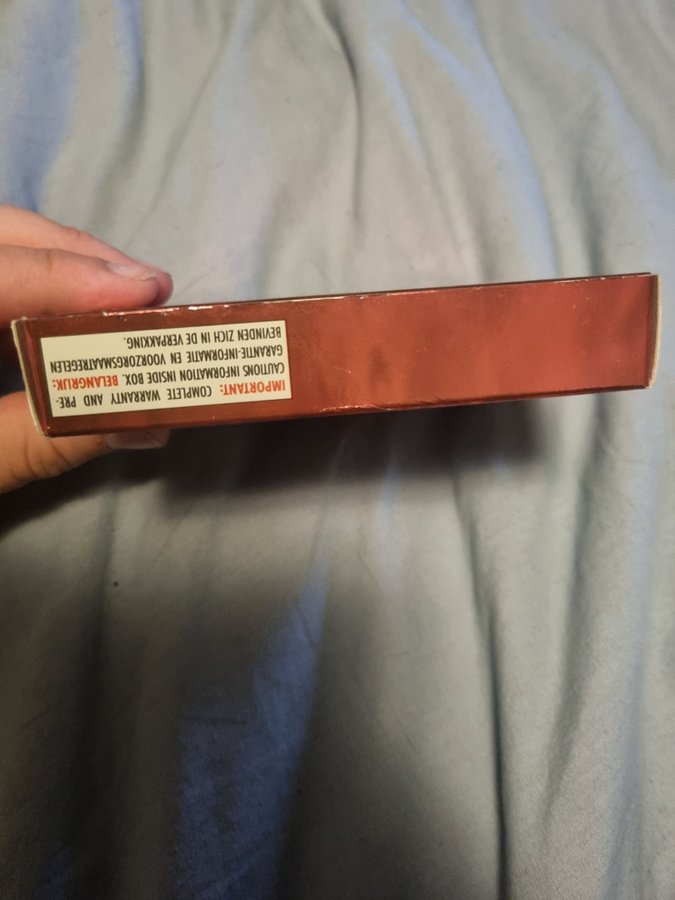 IMPORTANT: COMPLETE WARRANTY AND PRE-
CAUTIONS INFORMATION INSIDE BOX. BELANGRIJK:
GARANTIE-INFORMATIE EN VOORZORGSMAATREGELEN
BEVINDEN ZICH IN DE VERPAKKING.